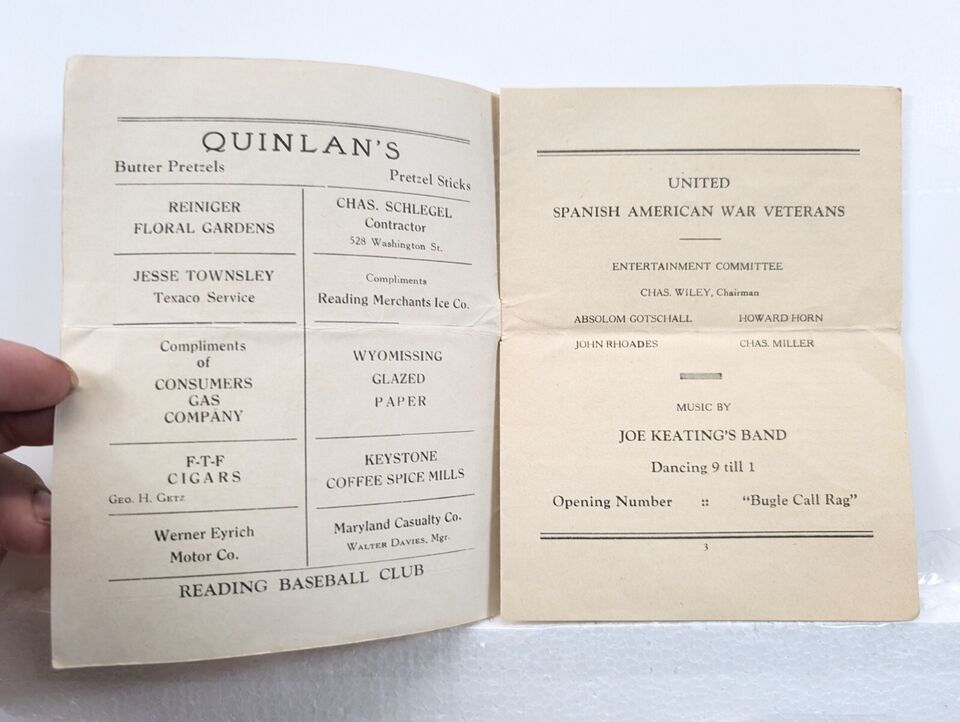 QUINLAN'S
Butter Pretzels Pretzel Sticks
REINIGER
FLORAL GARDENS
CHAS. SCHLEGEL
Contractor
528 Washington St.
JESSE TOWNSLEY
Texaco Service
Compliments
Reading Merchants Ice Co.
Compliments
of
CONSUMERS
GAS
COMPANY
WYOMISSING
GLAZED
PAPER
F-T-F
CIGARS
GEO. H. GETZ
KEYSTONE
COFFEE SPICE MILLS
Werner Eyrich
Motor Co.
Maryland Casualty Co.
WALTER DAVIES, Mgr.
READING BASEBALL CLUB
UNITED
SPANISH AMERICAN WAR VETERANS
ENTERTAINMENT COMMITTEE
CHAS. WILEY, Chairman
ABSOLOM GOTSCHALL HOWARD HORN
JOHN RHOADES CHAS. MILLER
MUSIC BY
JOE KEATING'S BAND
Dancing 9 till 1
Opening Number :: "Bugle Call Rag"
3